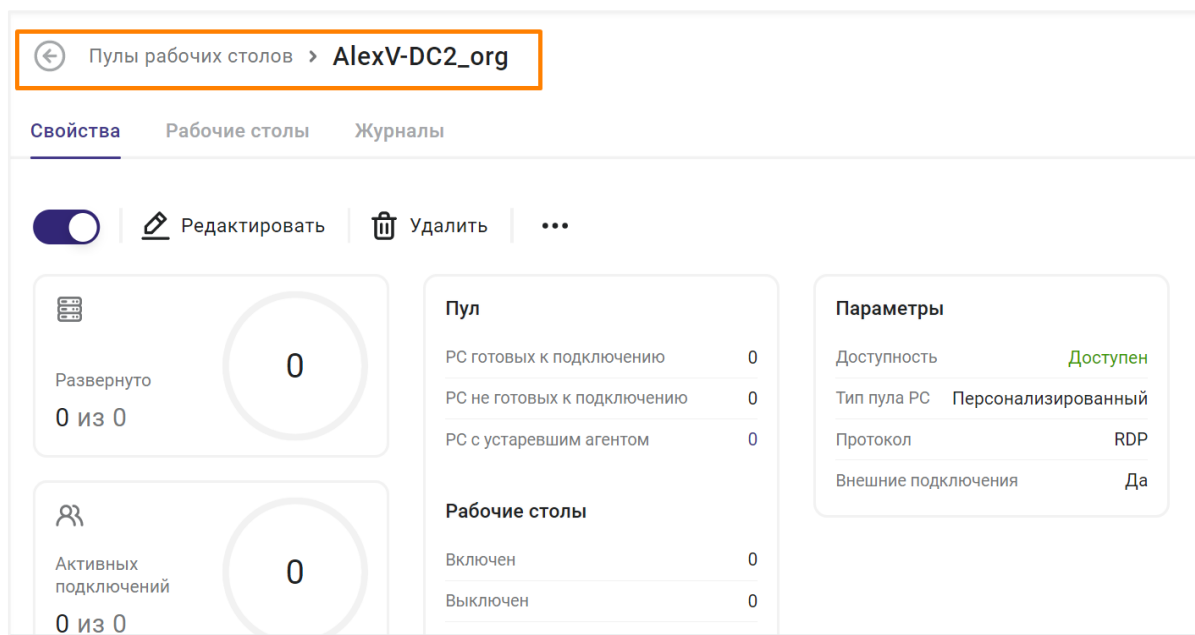 Пулы рабочих столов > AlexV-DC2_org
Свойства Рабочие столы Журналы
Редактировать Удалить •••
Развернуто
0 из 0
0
Активных
подключений
0 из 0
0
Пул
РС готовых к подключению 0
РС не готовых к подключению 0
РС с устаревшим агентом 0
Рабочие столы
Включен 0
Выключен 0
Параметры
Доступность Доступен
Тип пула РС Персонализированный
Протокол RDP
Внешние подключения Да